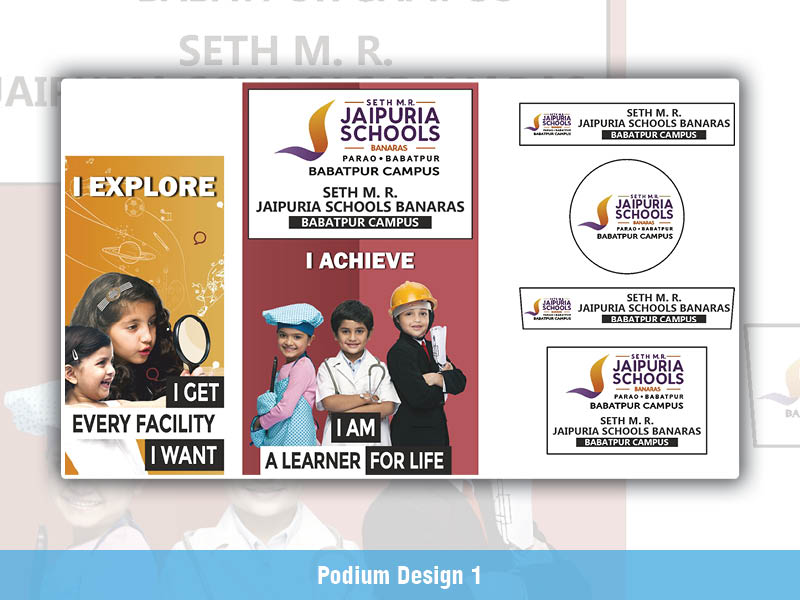 SETH M. R.
I EXPLORE
I GET
EVERY FACILITY
I WANT
SETH M.R.
JAIPURIA
SCHOOLS
BANARAS
PARAO • BABATPUR
BABATPUR CAMPUS
SETH M. R.
JAIPURIA SCHOOLS BANARAS
BABATPUR CAMPUS
I ACHIEVE
I AM
A LEARNER FOR LIFE
SETH M. R.
JAIPURIA SCHOOLS BANARAS
BABATPUR CAMPUS
SETH M.R.
JAIPURIA
SCHOOLS
BANARAS
PARAO • BABATPUR
BABATPUR CAMPUS
SETH M. R.
JAIPURIA SCHOOLS BANARAS
BABATPUR CAMPUS
SETH M.R.
JAIPURIA
SCHOOLS
BANARAS
PARAO • BABATPUR
BABATPUR CAMPUS
SETH M. R.
JAIPURIA SCHOOLS BANARAS
BABATPUR CAMPUS
Podium Design 1